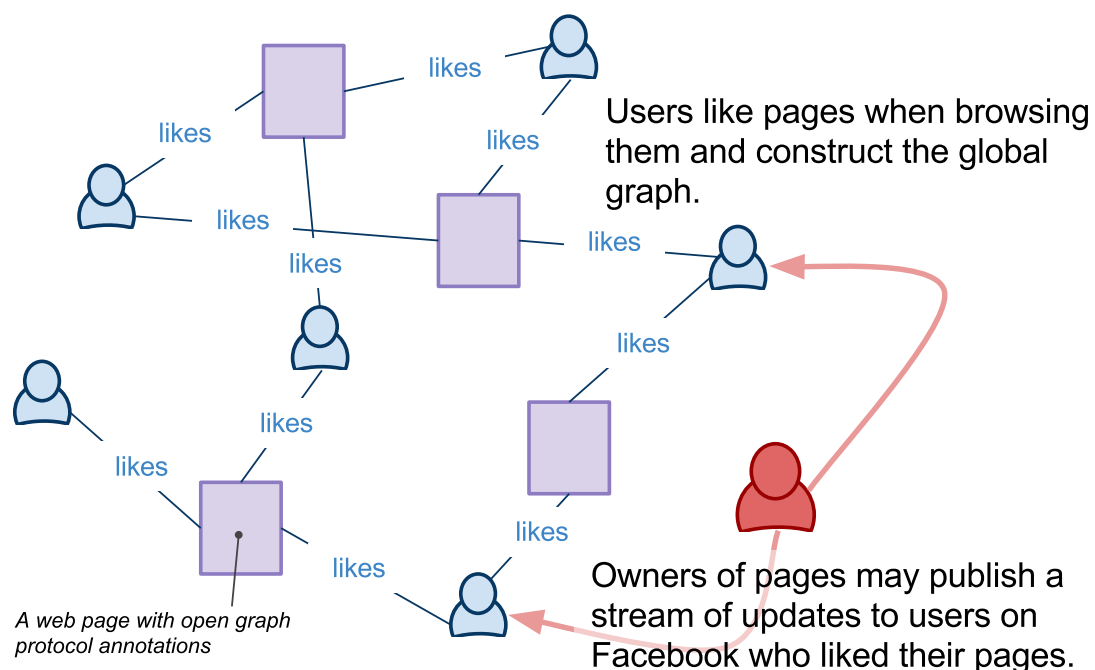 likes
Users like pages when browsing
them and construct the global
graph.
likes
likes
likes
likes
likes
likes
likes
likes
likes
likes
Owners of pages may publish a
stream of updates to users on
Facebook who liked their pages.
A web page with open graph
protocol annotations